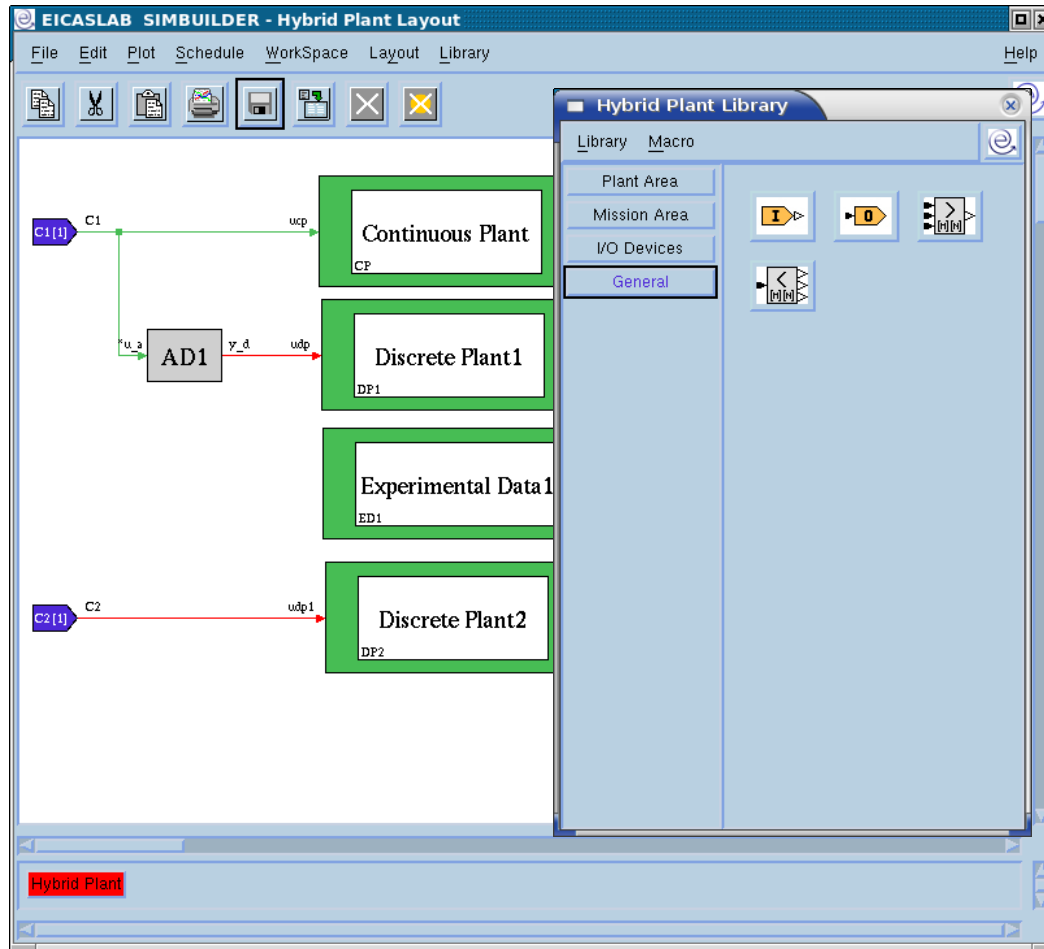 EICASLAB SIMBUILDER - Hybrid Plant Layout
File Edit Plot Schedule WorkSpace Layout Library Help
Hybrid Plant Library
Library Macro
Plant Area
Mission Area
I/O Devices
General
I
O
[M][N]
[M][N]
C1[1]
C1
ucp
Continuous Plant
CP
*u_a
AD1
y_d
udp
Discrete Plant1
DP1
Experimental Data1
ED1
C2[1]
C2
udp1
Discrete Plant2
DP2
Hybrid Plant